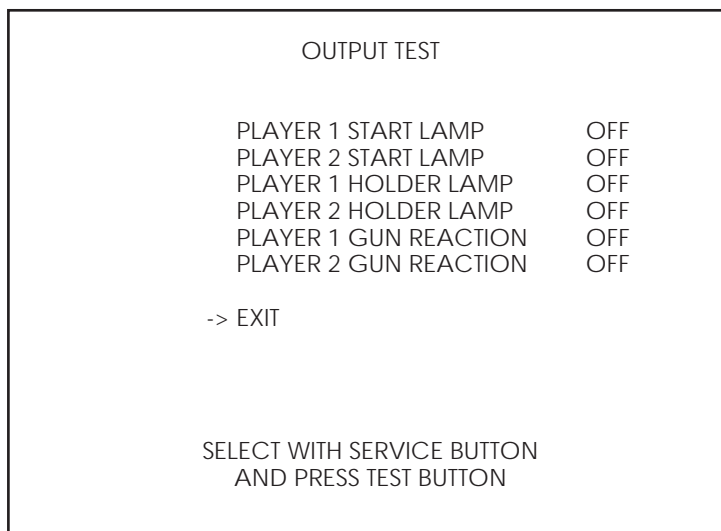 OUTPUT TEST
PLAYER 1 START LAMP OFF
PLAYER 2 START LAMP OFF
PLAYER 1 HOLDER LAMP OFF
PLAYER 2 HOLDER LAMP OFF
PLAYER 1 GUN REACTION OFF
PLAYER 2 GUN REACTION OFF
-> EXIT
SELECT WITH SERVICE BUTTON
AND PRESS TEST BUTTON